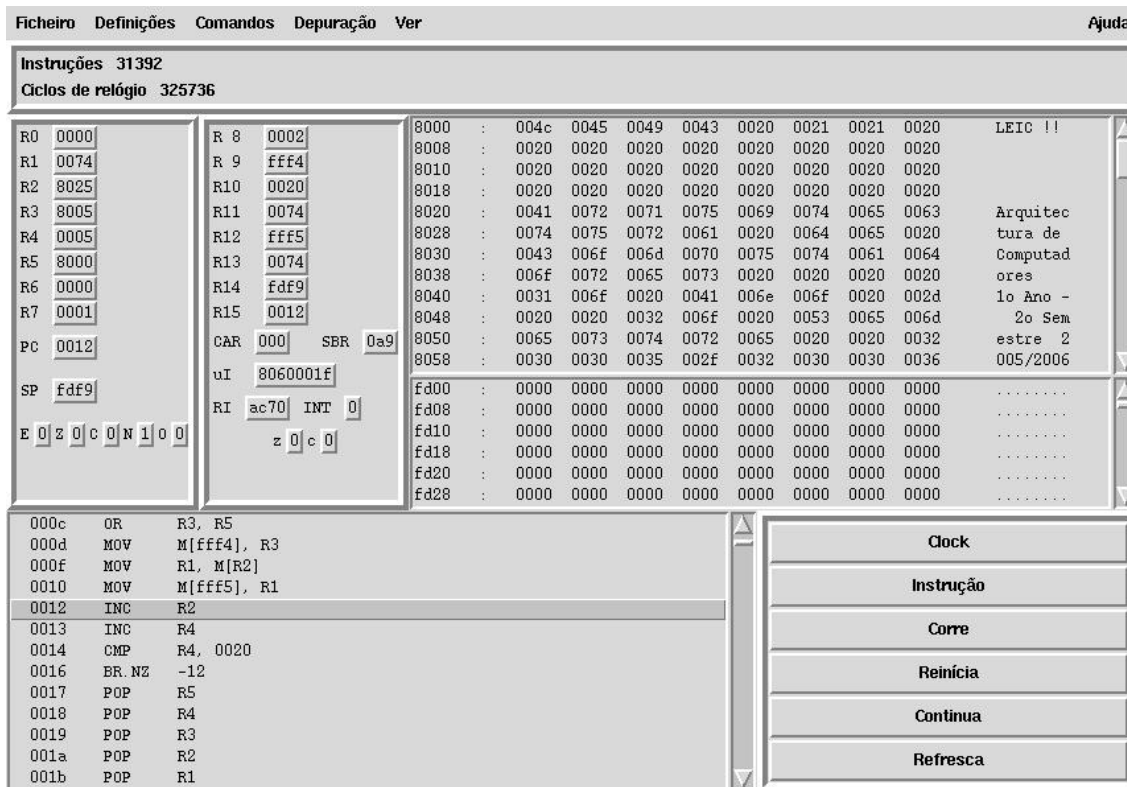 Ficheiro Definições Comandos Depuração Ver Ajuda
Instruções 31392
Ciclos de relógio 325736
R0 0000
R1 0074
R2 8025
R3 8005
R4 0005
R5 8000
R6 0000
R7 0001
PC 0012
SP fdf9
E 0 Z 0 C 0 N 1 O 0
R 8 0002
R 9 fff4
R10 0020
R11 0074
R12 fff5
R13 0074
R14 fdf9
R15 0012
CAR 000 SBR 0a9
uI 8060001f
RI ac70 INT 0
z 0 c 0
8000 : 004c 0045 0049 0043 0020 0021 0021 0020 LEIC !!
8008 : 0020 0020 0020 0020 0020 0020 0020 0020
8010 : 0020 0020 0020 0020 0020 0020 0020 0020
8018 : 0020 0020 0020 0020 0020 0020 0020 0020
8020 : 0041 0072 0071 0075 0069 0074 0065 0063 Arquitec
8028 : 0074 0075 0072 0061 0020 0064 0065 0020 tura de
8030 : 0043 006f 006d 0070 0075 0074 0061 0064 Computad
8038 : 006f 0072 0065 0073 0020 0020 0020 0020 ores
8040 : 0031 006f 0020 0041 006e 006f 0020 002d 1o Ano -
8048 : 0020 0020 0032 006f 0020 0053 0065 006d 2o Sem
8050 : 0065 0073 0074 0072 0065 0020 0020 0032 estre 2
8058 : 0030 0030 0035 002f 0032 0030 0030 0036 005/2006
fd00 : 0000 0000 0000 0000 0000 0000 0000 0000 ........
fd08 : 0000 0000 0000 0000 0000 0000 0000 0000 ........
fd10 : 0000 0000 0000 0000 0000 0000 0000 0000 ........
fd18 : 0000 0000 0000 0000 0000 0000 0000 0000 ........
fd20 : 0000 0000 0000 0000 0000 0000 0000 0000 ........
fd28 : 0000 0000 0000 0000 0000 0000 0000 0000 ........
000c OR R3, R5
000d MOV M[fff4], R3
000f MOV R1, M[R2]
0010 MOV M[fff5], R1
0012 INC R2
0013 INC R4
0014 CMP R4, 0020
0016 BR.NZ -12
0017 POP R5
0018 POP R4
0019 POP R3
001a POP R2
001b POP R1
Clock
Instrução
Corre
Reinícia
Continua
Refresca